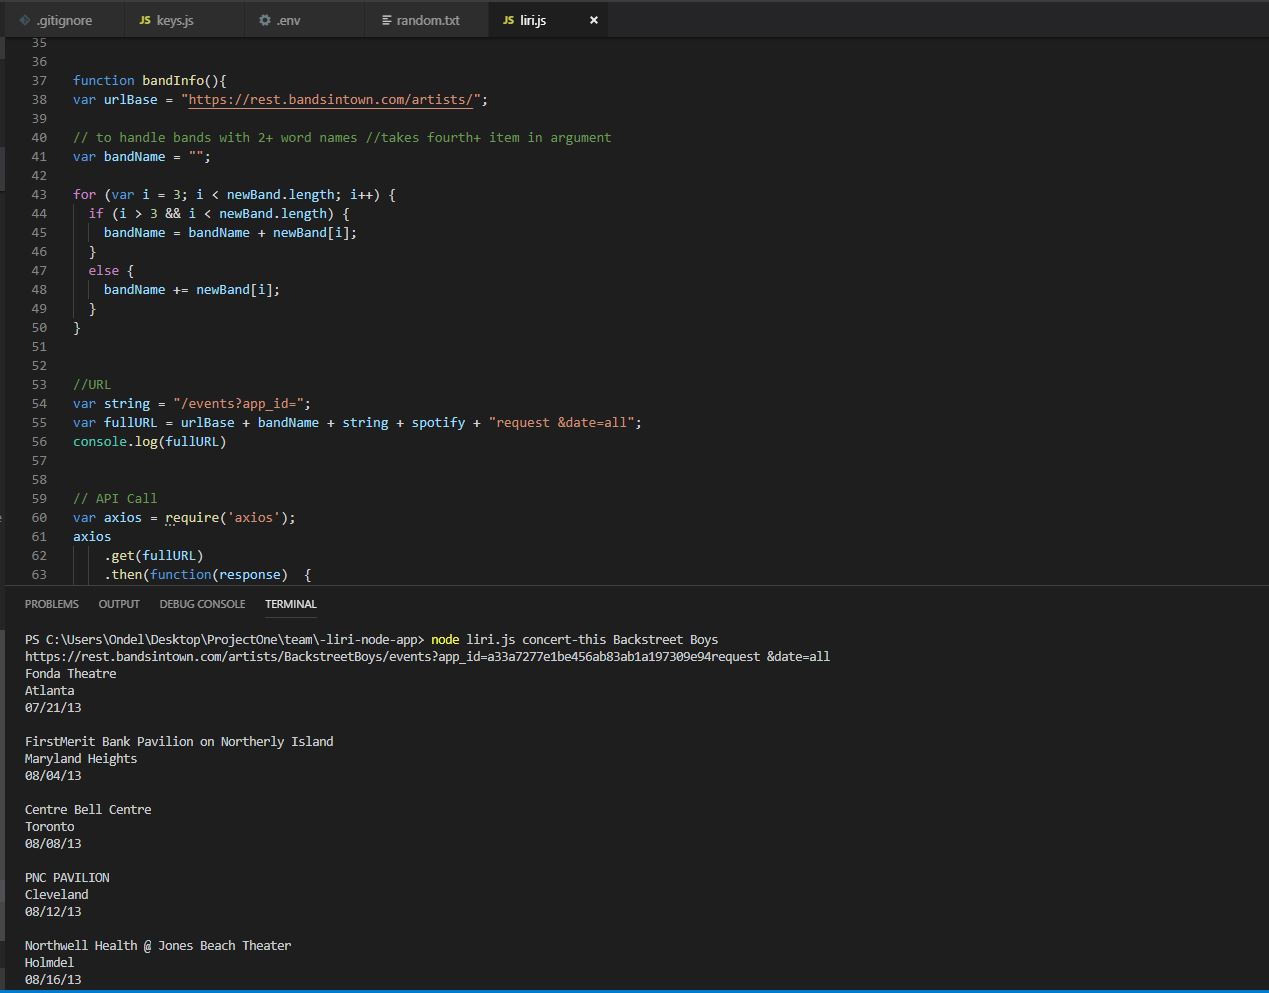 .gitignore JS keys.js .env random.txt JS liri.js ×
35
36
37 function bandInfo(){
38 var urlBase = "https://rest.bandsintown.com/artists/";
39
40 // to handle bands with 2+ word names //takes fourth+ item in argument
41 var bandName = "";
42
43 for (var i = 3; i < newBand.length; i++) {
44 if (i > 3 && i < newBand.length) {
45 bandName = bandName + newBand[i];
46 }
47 else {
48 bandName += newBand[i];
49 }
50 }
51
52
53 //URL
54 var string = "/events?app_id=";
55 var fullURL = urlBase + bandName + string + spotify + "request &date=all";
56 console.log(fullURL)
57
58
59 // API Call
60 var axios = require('axios');
61 axios
62 .get(fullURL)
63 .then(function(response) {
PROBLEMS OUTPUT DEBUG CONSOLE TERMINAL
PS C:\Users\Ondel\Desktop\ProjectOne\team\-liri-node-app> node liri.js concert-this Backstreet Boys
https://rest.bandsintown.com/artists/BackstreetBoys/events?app_id=a33a7277e1be456ab83ab1a197309e94request &date=all
Fonda Theatre
Atlanta
07/21/13
FirstMerit Bank Pavilion on Northerly Island
Maryland Heights
08/04/13
Centre Bell Centre
Toronto
08/08/13
PNC PAVILION
Cleveland
08/12/13
Northwell Health @ Jones Beach Theater
Holmdel
08/16/13